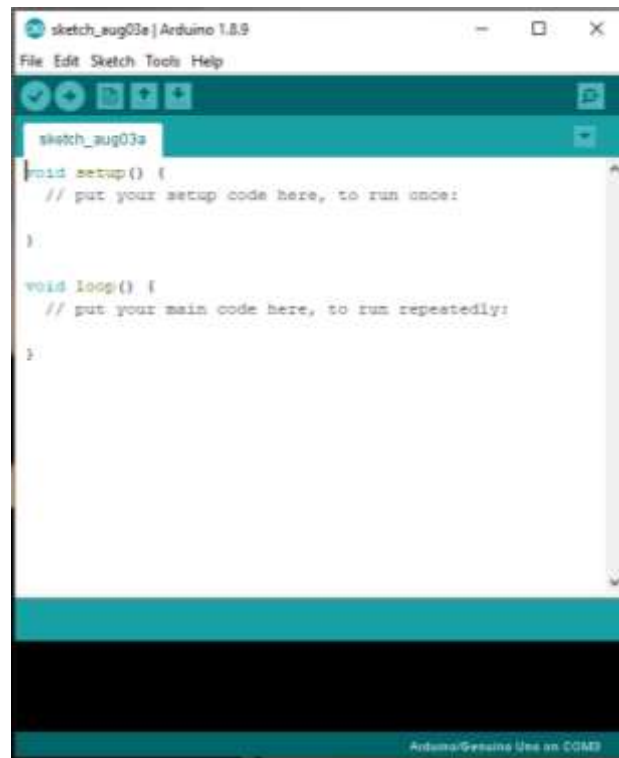 sketch_aug03a | Arduino 1.8.9
File Edit Sketch Tools Help
sketch_aug03a
void setup() {
// put your setup code here, to run once:
}
void loop() {
// put your main code here, to run repeatedly:
}
Arduino/Genuino Uno on COM3